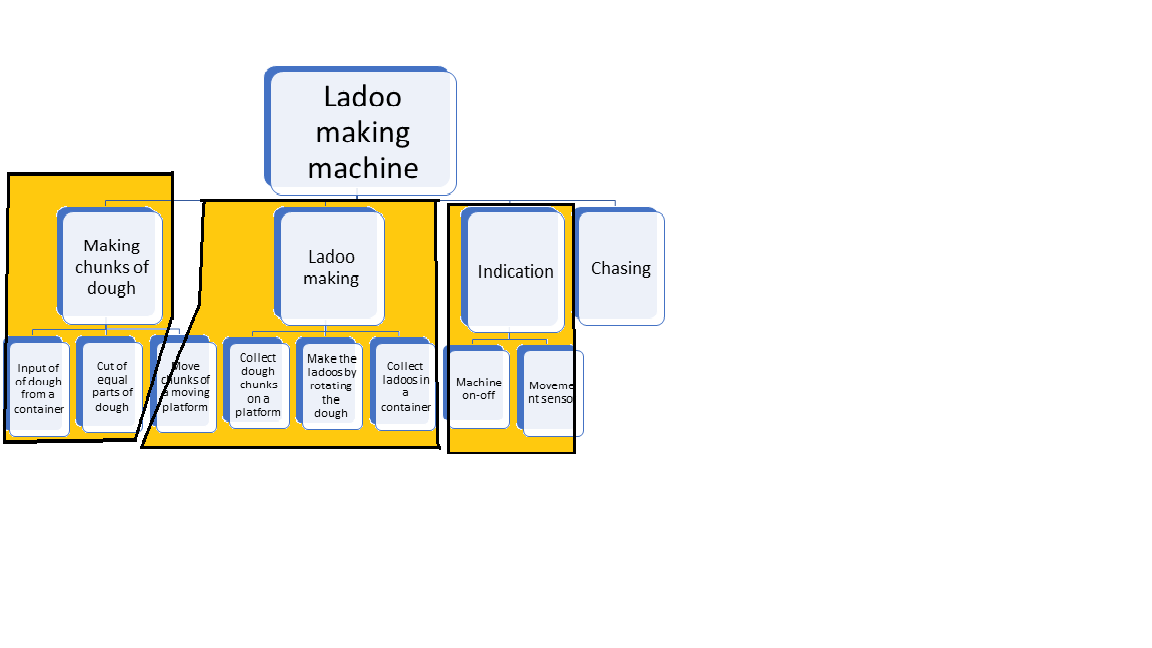 Ladoo
making
machine
Making
chunks of
dough
Ladoo
making
Indication
Chasing
Input of
of dough
from a
container
Cut of
equal
parts of
dough
Move
chunks of
a moving
platform
Collect
dough
chunks
on a
platform
Make the
ladoos by
rotating
the
dough
Collect
ladoos in
a
container
Machine
on-off
Moveme
nt senso